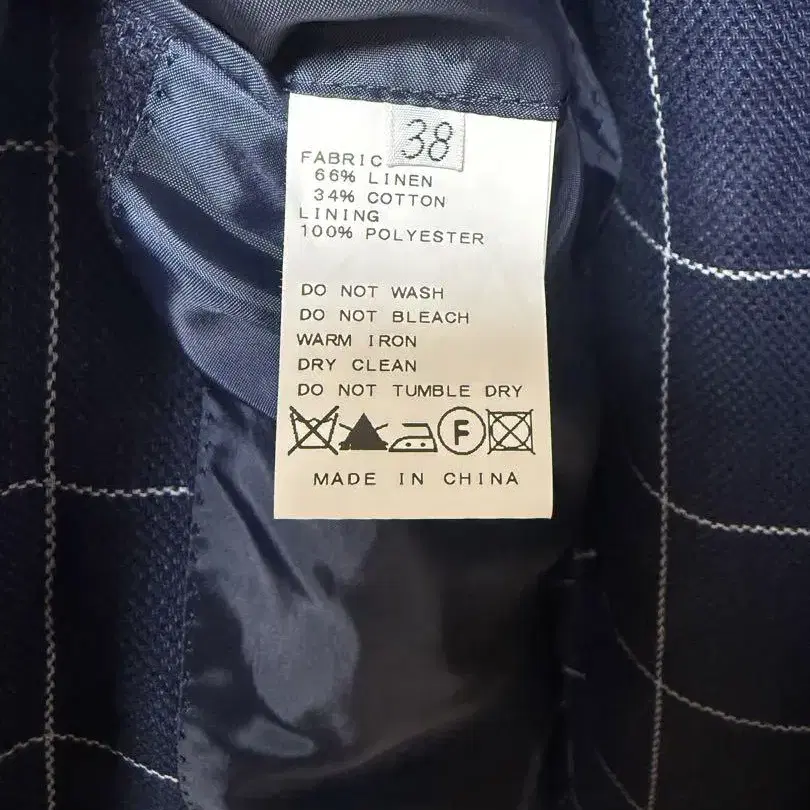 38
FABRIC
66% LINEN
34% COTTON
LINING
100% POLYESTER
DO NOT WASH
DO NOT BLEACH
WARM IRON
DRY CLEAN
DO NOT TUMBLE DRY
F
MADE IN CHINA